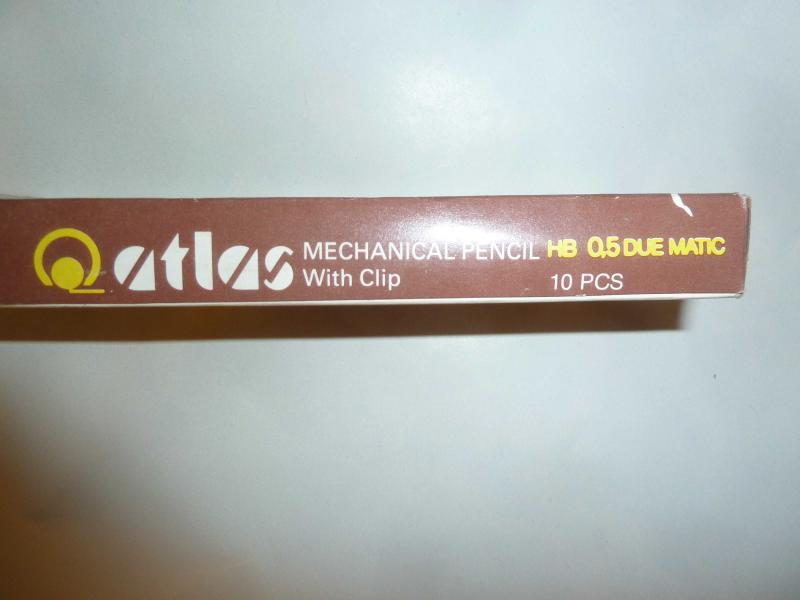 atlas MECHANICAL PENCIL HB 0,5 DUE MATIC
With Clip 10 PCS